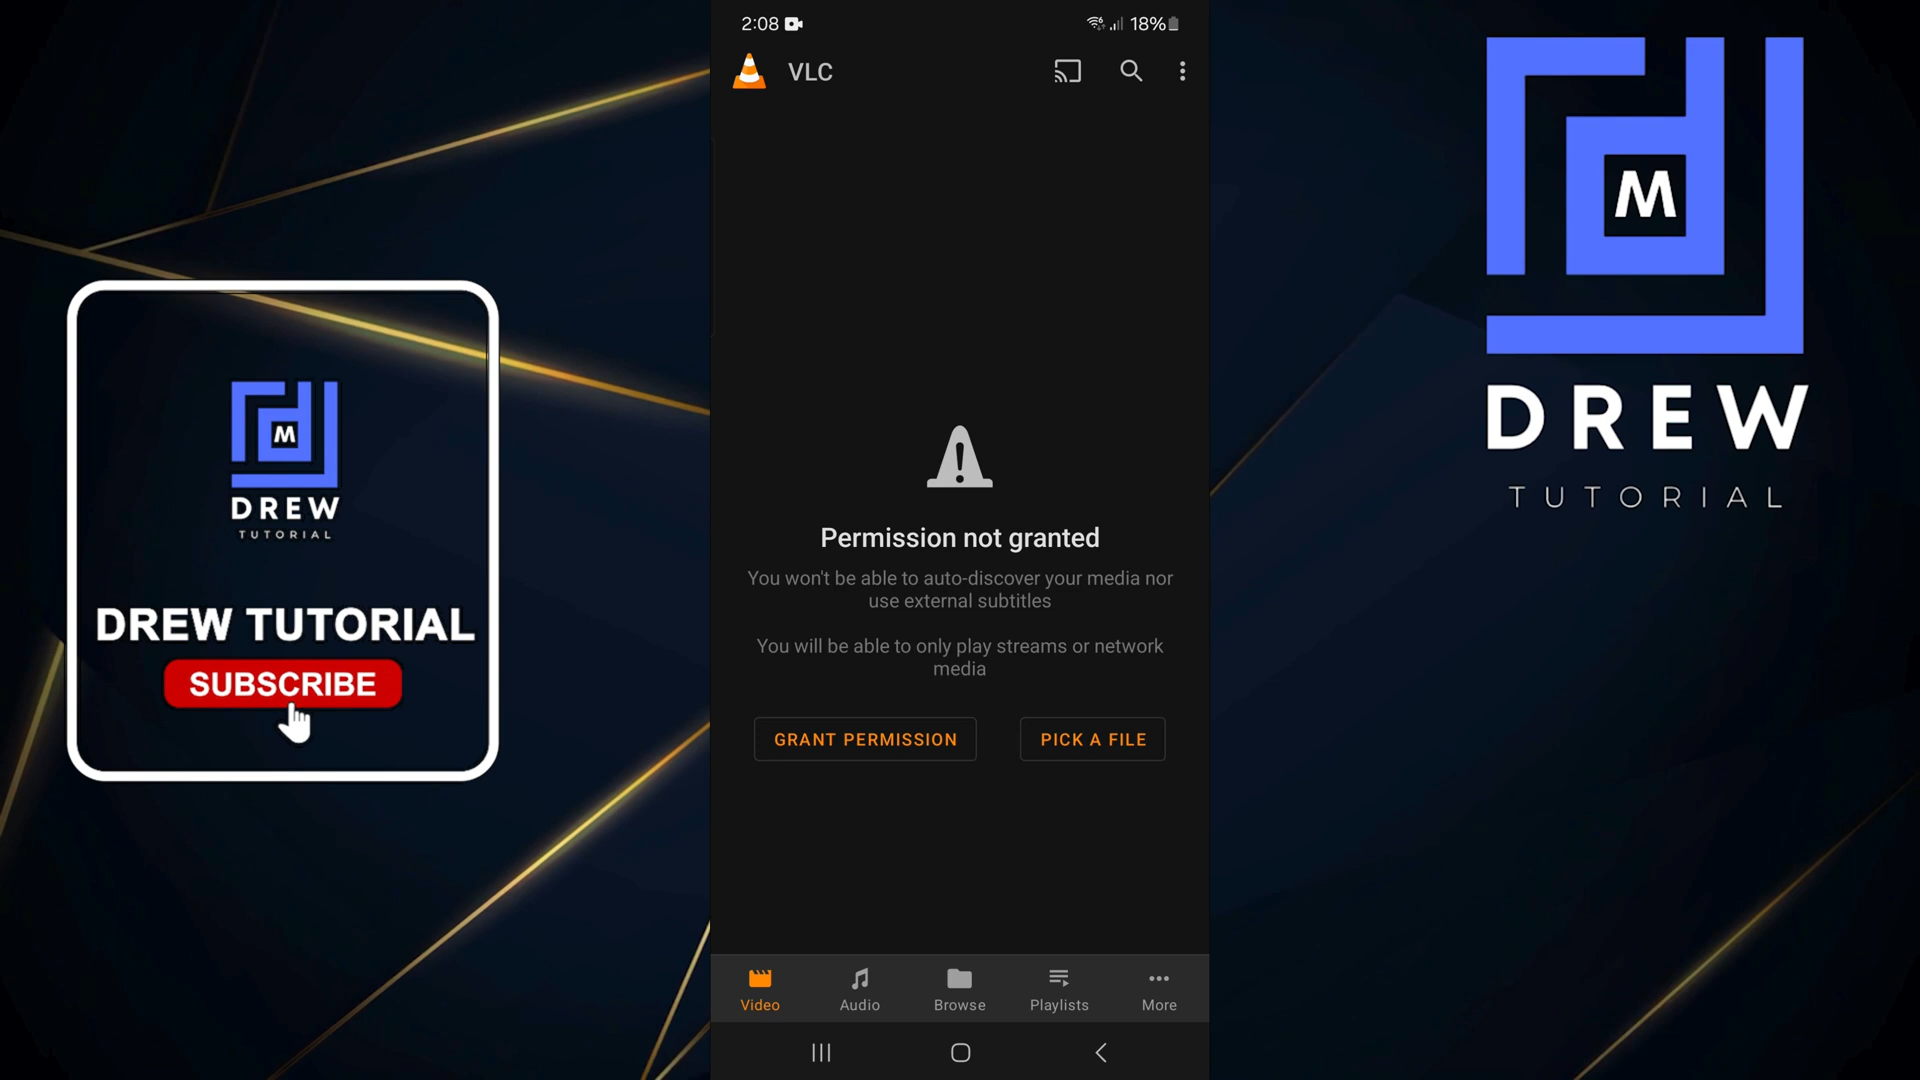 2:08
18%
VLC
Permission not granted
You won't be able to auto-discover your media nor
use external subtitles
You will be able to only play streams or network
media
GRANT PERMISSION
PICK A FILE
Video
Audio
Browse
Playlists
More
M
DREW
TUTORIAL
DREW TUTORIAL
SUBSCRIBE
M
DREW
TUTORIAL